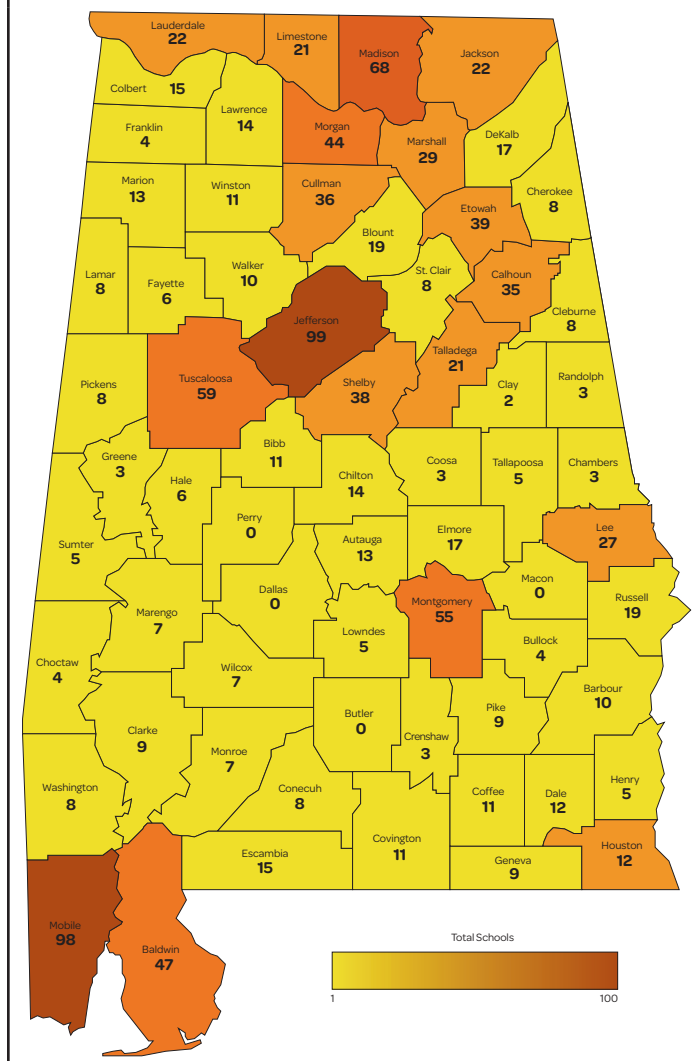 Lauderdale
22
Limestone
21
Madison
68
Jackson
22
Colbert 15
Lawrence
14
Franklin
4
Morgan
44
Marshall
29
DeKalb
17
Marion
13
Winston
11
Cullman
36
Cherokee
8
Etowah
39
Blount
19
Lamar
8
Fayette
6
Walker
10
St. Clair
8
Calhoun
35
Cleburne
8
Jefferson
99
Talladega
21
Pickens
8
Tuscaloosa
59
Shelby
38
Clay
2
Randolph
3
Greene
3
Hale
6
Bibb
11
Chilton
14
Coosa
3
Tallapoosa
5
Chambers
3
Perry
0
Sumter
5
Autauga
13
Elmore
17
Lee
27
Dallas
0
Macon
0
Marengo
7
Montgomery
55
Russell
19
Lowndes
5
Bullock
4
Choctaw
4
Wilcox
7
Barbour
10
Clarke
9
Butler
0
Crenshaw
3
Pike
9
Monroe
7
Washington
8
Conecuh
8
Coffee
11
Dale
12
Henry
5
Escambia
15
Covington
11
Geneva
9
Houston
12
Mobile
98
Baldwin
47
Total Schools
1 100